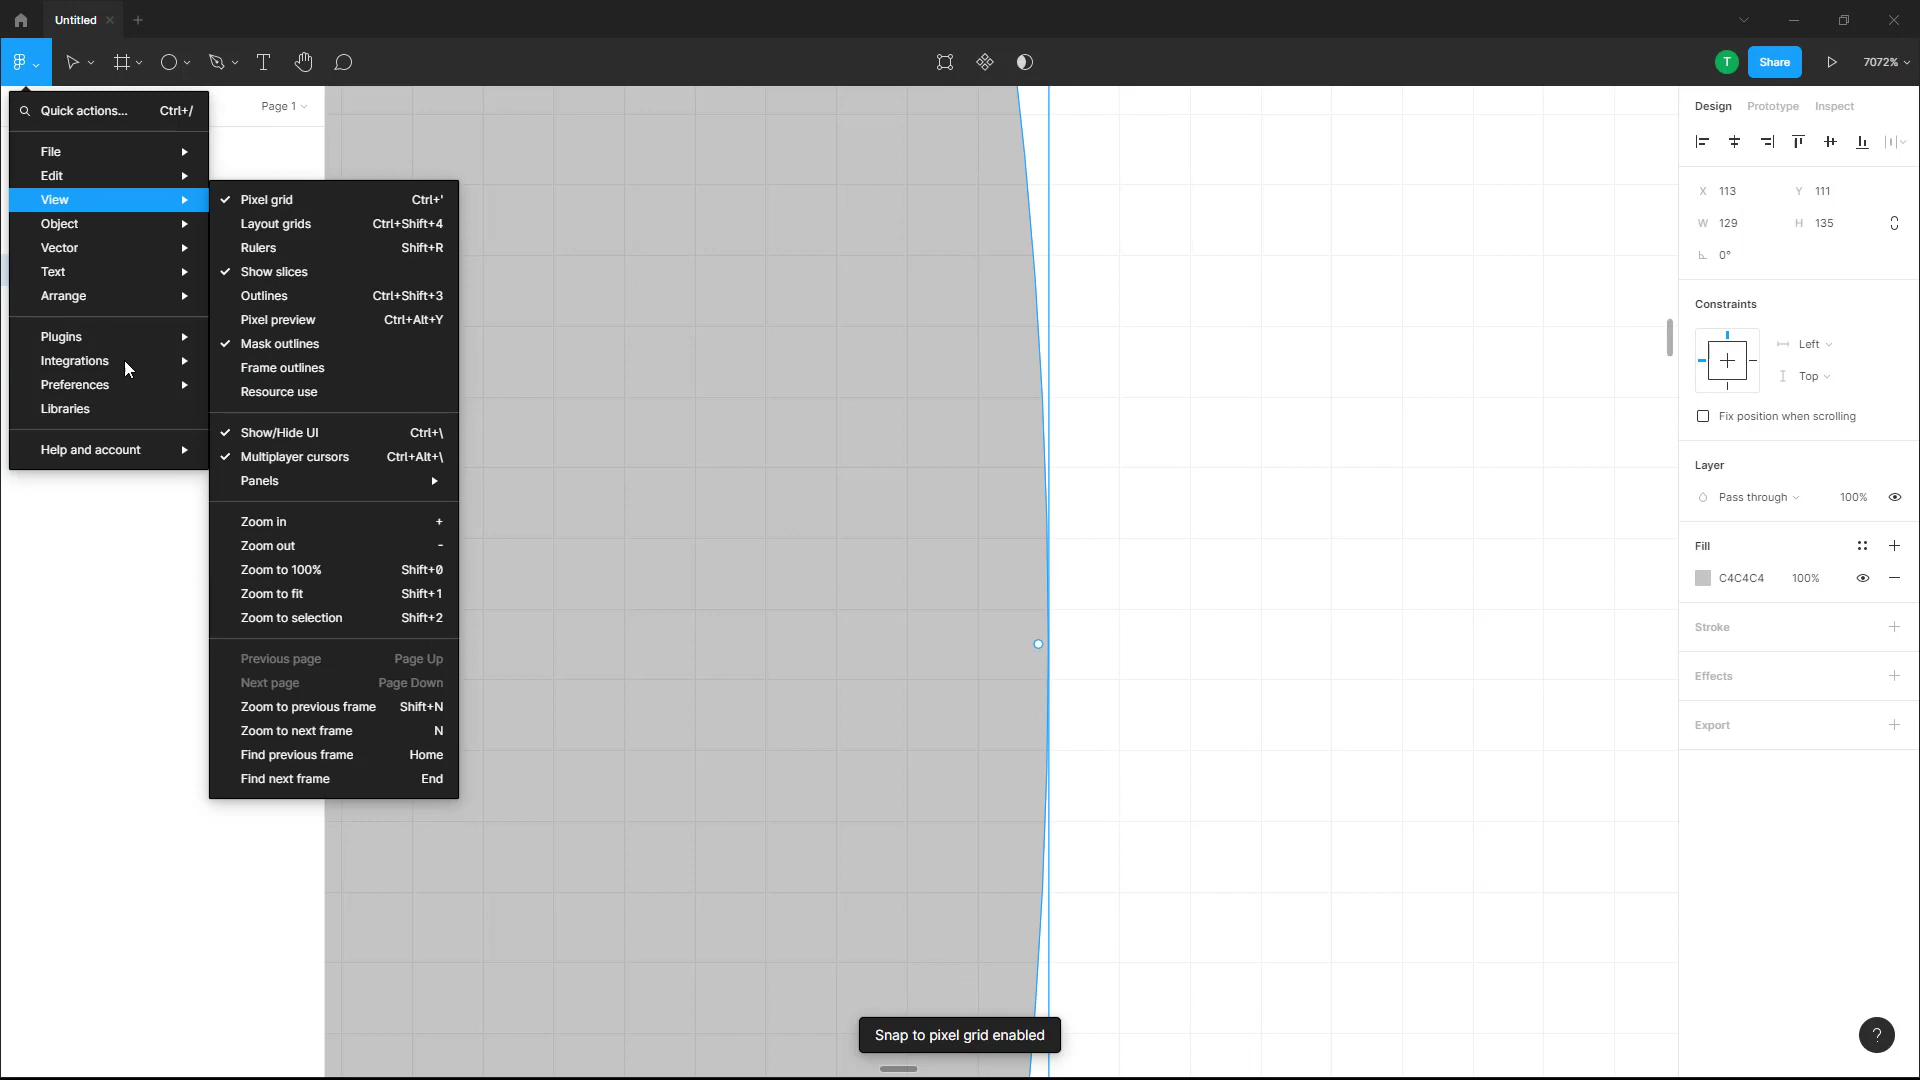 Untitled
Share
7072%
Quick actions... Ctrl+/
Page 1
File
Edit
View
Object
Vector
Text
Arrange
Plugins
Integrations
Preferences
Libraries
Help and account
Pixel grid Ctrl+'
Layout grids Ctrl+Shift+4
Rulers Shift+R
Show slices
Outlines Ctrl+Shift+3
Pixel preview Ctrl+Alt+Y
Mask outlines
Frame outlines
Resource use
Show/Hide UI Ctrl+\
Multiplayer cursors Ctrl+Alt+\
Panels
Zoom in +
Zoom out -
Zoom to 100% Shift+0
Zoom to fit Shift+1
Zoom to selection Shift+2
Previous page Page Up
Next page Page Down
Zoom to previous frame Shift+N
Zoom to next frame N
Find previous frame Home
Find next frame End
T
Design Prototype Inspect
X 113 Y 111
W 129 H 135
0°
Constraints
Left
Top
Fix position when scrolling
Layer
Pass through 100%
Fill
C4C4C4 100%
Stroke
Effects
Export
Snap to pixel grid enabled
?